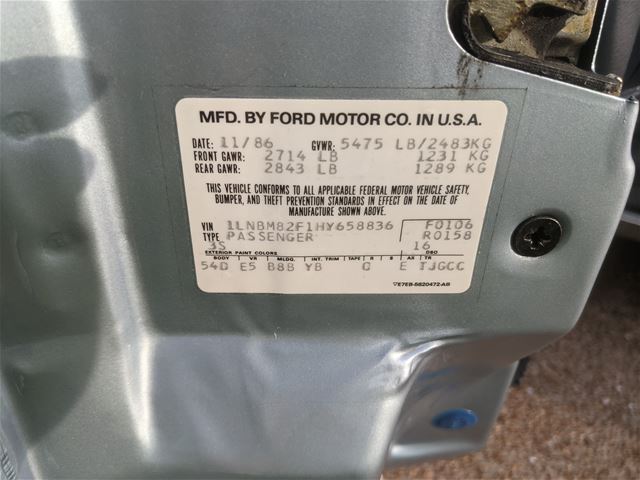 MFD. BY FORD MOTOR CO. IN U.S.A.
DATE: 11/86 GVWR: 5475 LB/2483KG
FRONT GAWR: 2714 LB 1231 KG
REAR GAWR: 2843 LB 1289 KG
THIS VEHICLE CONFORMS TO ALL APPLICABLE FEDERAL MOTOR VEHICLE SAFETY,
BUMPER, AND THEFT PREVENTION STANDARDS IN EFFECT ON THE DATE OF
MANUFACTURE SHOWN ABOVE.
VIN 1LNBM82F1HY658836 F0106
TYPE PASSENGER R0158
3S 16
EXTERIOR PAINT COLORS DSO
BODY VR MLDG. INT. TRIM TAPE R S AX TR
54D E5 B8B YB G E TJGCC
E7EB-5820472-AB